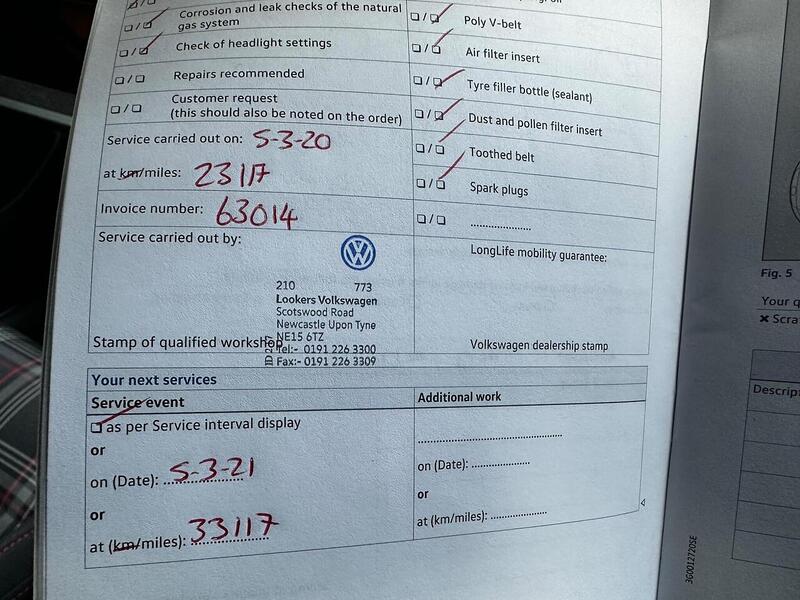 Corrosion and leak checks of the natural
gas system
Check of headlight settings
Repairs recommended
Customer request
(this should also be noted on the order)
Service carried out on: 5-3-20
at km/miles: 23117
Invoice number: 63014
Service carried out by:
210 773
Lookers Volkswagen
Scotswood Road
Newcastle Upon Tyne
NE15 6TZ
Tel:- 0191 226 3300
Fax:- 0191 226 3309
Stamp of qualified workshop
Poly V-belt
Air filter insert
Tyre filler bottle (sealant)
Dust and pollen filter insert
Toothed belt
Spark plugs
LongLife mobility guarantee:
Volkswagen dealership stamp
Your next services
Service event
as per Service interval display
or
on (Date): 5-3-21
or
at (km/miles): 33117
Additional work
on (Date):
or
at (km/miles):
3G0012720SE
Fig. 5
Your q
Scra
Descript